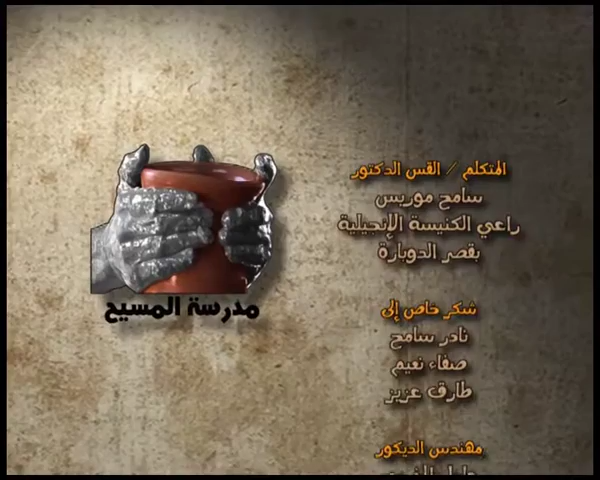 المتكلم / القس الدكتور
سامح موريس
راعي الكنيسة الإنجيلية
بقصر الدوبارة
مدرسة المسيح
شكر خاص إلى
نادر سامح
صفاء نعيم
طارق عزيز
مهندس الديكور